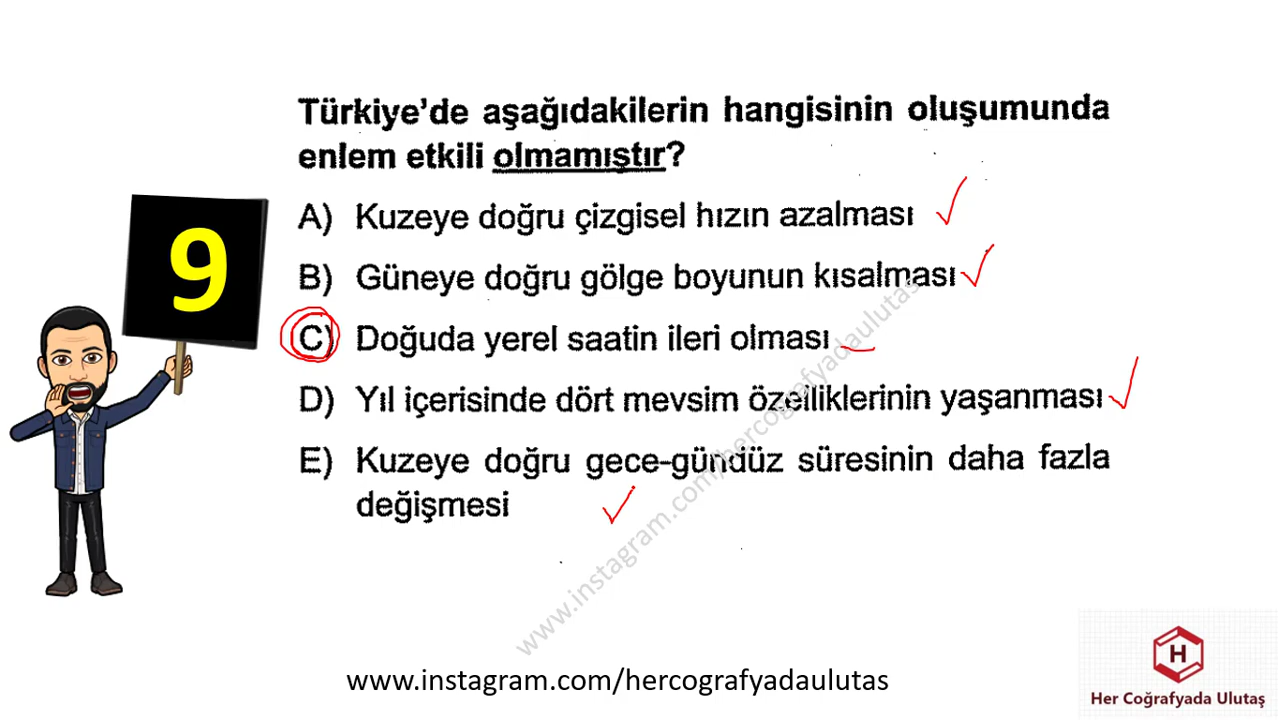 Türkiye'de aşağıdakilerin hangisinin oluşumunda
enlem etkili olmamıştır?
9
A) Kuzeye doğru çizgisel hızın azalması
B) Güneye doğru gölge boyunun kısalması
C) Doğuda yerel saatin ileri olması
D) Yıl içerisinde dört mevsim özelliklerinin yaşanması
E) Kuzeye doğru gece-gündüz süresinin daha fazla
değişmesi
www.instagram.com/hercografyadaulutas
www.instagram.com/hercografyadaulutas
H
Her Coğrafyada Ulutaş